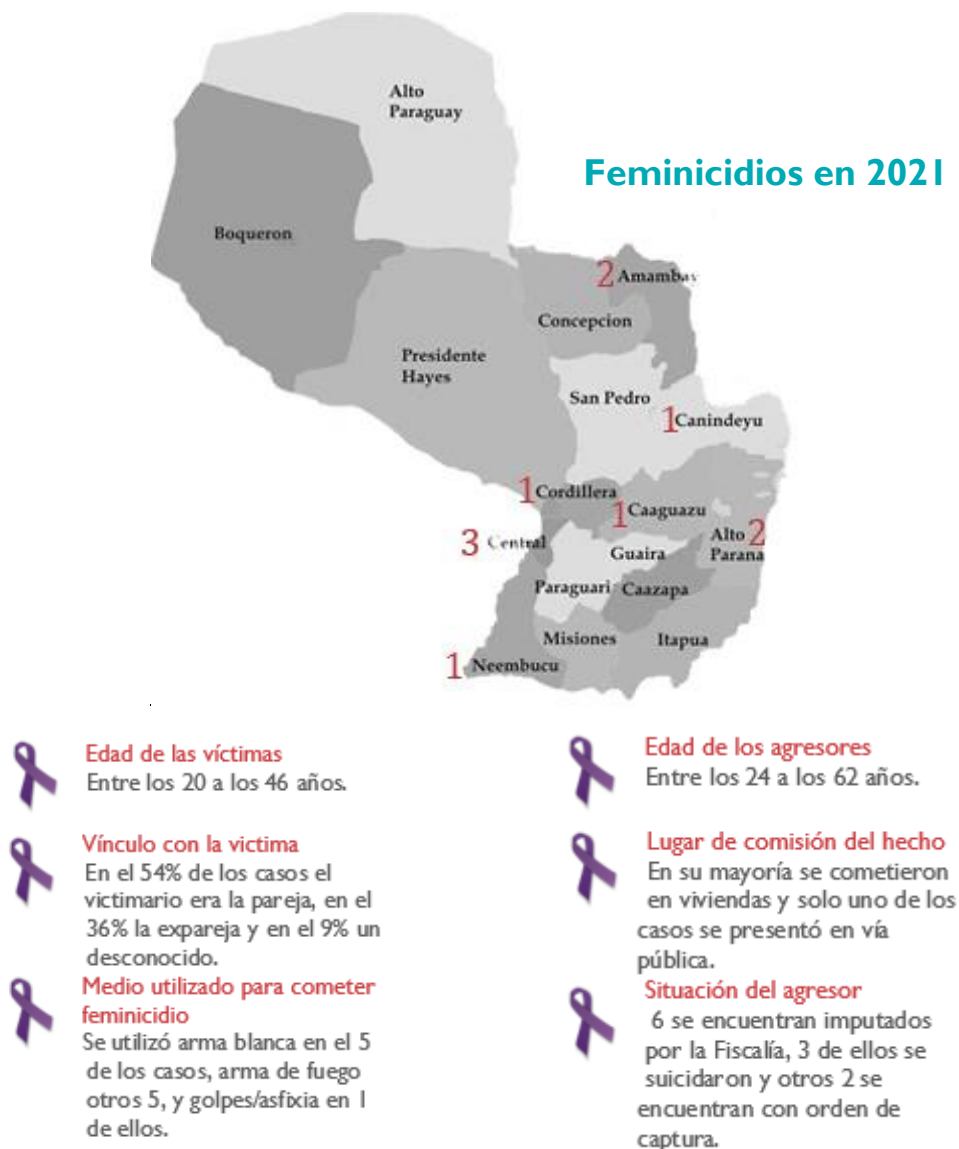 Alto
Paraguay
Feminicidios en 2021
Boqueron
2 Amambay
Concepcion
Presidente
Hayes
San Pedro
1 Canindeyu
1 Cordillera
1 Caaguazu
Alto 2
Parana
3 Central
Guaira
Paraguari
Caazapa
Misiones
Itapua
1 Neembucu
Edad de las víctimas
Entre los 20 a los 46 años.
Vínculo con la victima
En el 54% de los casos el
victimario era la pareja, en el
36% la expareja y en el 9% un
desconocido.
Medio utilizado para cometer
feminicidio
Se utilizó arma blanca en el 5
de los casos, arma de fuego
otros 5, y golpes/asfixia en 1
de ellos.
Edad de los agresores
Entre los 24 a los 62 años.
Lugar de comisión del hecho
En su mayoría se cometieron
en viviendas y solo uno de los
casos se presentó en vía
pública.
Situación del agresor
6 se encuentran imputados
por la Fiscalía, 3 de ellos se
suicidaron y otros 2 se
encuentran con orden de
captura.